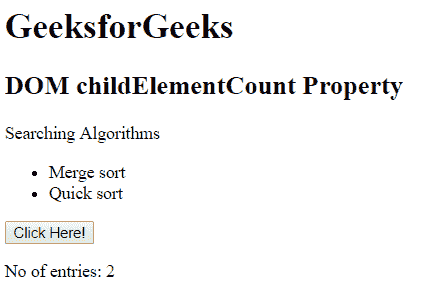 GeeksforGeeks
DOM childElementCount Property
Searching Algorithms
Merge sort
Quick sort
Click Here!
No of entries: 2